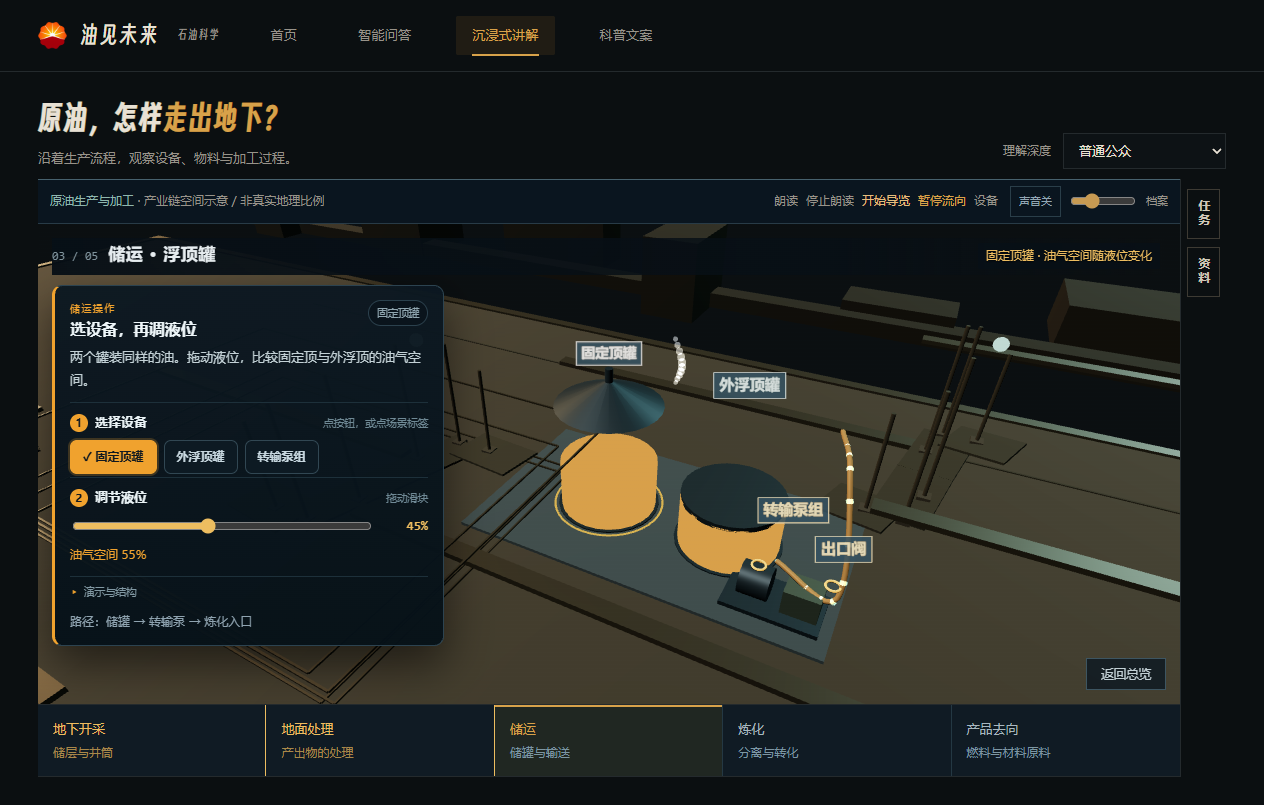 油见未来 石油科学 首页 智能问答 沉浸式讲解 科普文案
原油，怎样走出地下？
沿着生产流程，观察设备、物料与加工过程。
理解深度 普通公众
原油生产与加工 · 产业链空间示意 / 非真实地理比例
朗读 停止朗读 开始导览 暂停流向 设备 声音关 档案
任务
资料
03 / 05 储运 • 浮顶罐
固定顶罐 · 油气空间随液位变化
储运操作
固定顶罐
选设备，再调液位
两个罐装同样的油。拖动液位，比较固定顶与外浮顶的油气空
间。
1 选择设备 点按钮，或点场景标签
✓ 固定顶罐 外浮顶罐 转输泵组
2 调节液位 拖动滑块
45%
油气空间 55%
▸ 演示与结构
路径：储罐 → 转输泵 → 炼化入口
固定顶罐
外浮顶罐
转输泵组
出口阀
返回总览
地下开采
储层与井筒
地面处理
产出物的处理
储运
储罐与输送
炼化
分离与转化
产品去向
燃料与材料原料